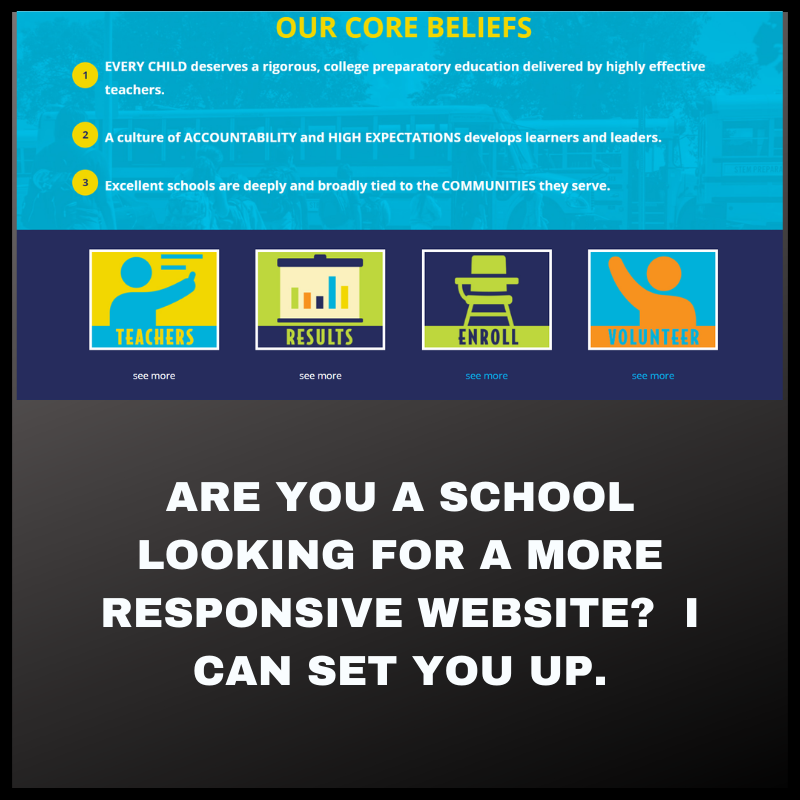 OUR CORE BELIEFS
1 EVERY CHILD deserves a rigorous, college preparatory education delivered by highly effective
teachers.
2 A culture of ACCOUNTABILITY and HIGH EXPECTATIONS develops learners and leaders.
3 Excellent schools are deeply and broadly tied to the COMMUNITIES they serve.
TEACHERS RESULTS ENROLL VOLUNTEER
see more see more see more see more
ARE YOU A SCHOOL
LOOKING FOR A MORE
RESPONSIVE WEBSITE? I
CAN SET YOU UP.